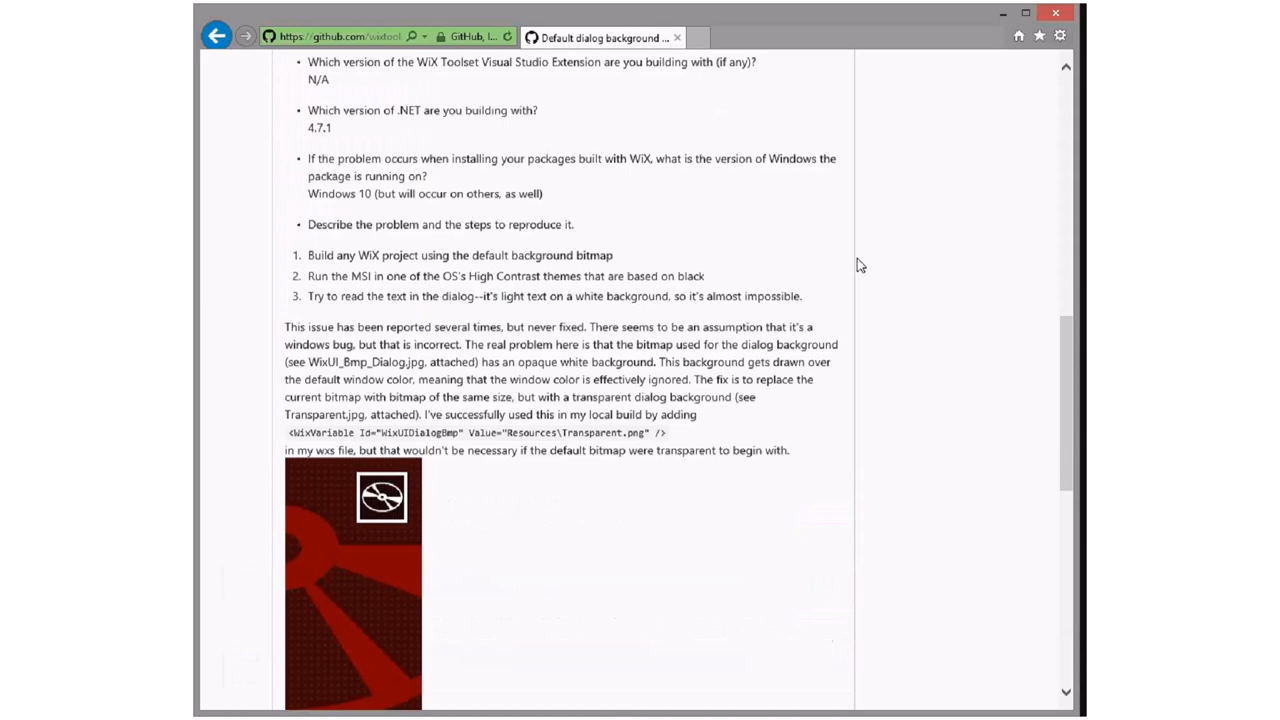 https://github.com/wixtool
GitHub, I...
Default dialog background ...
• Which version of the WiX Toolset Visual Studio Extension are you building with (if any)?
N/A
• Which version of .NET are you building with?
4.7.1
• If the problem occurs when installing your packages built with WiX, what is the version of Windows the
package is running on?
Windows 10 (but will occur on others, as well)
• Describe the problem and the steps to reproduce it.
1. Build any WiX project using the default background bitmap
2. Run the MSI in one of the OS's High Contrast themes that are based on black
3. Try to read the text in the dialog--it's light text on a white background, so it's almost impossible.
This issue has been reported several times, but never fixed. There seems to be an assumption that it's a
windows bug, but that is incorrect. The real problem here is that the bitmap used for the dialog background
(see WixUI_Bmp_Dialog.jpg, attached) has an opaque white background. This background gets drawn over
the default window color, meaning that the window color is effectively ignored. The fix is to replace the
current bitmap with bitmap of the same size, but with a transparent dialog background (see
Transparent.jpg, attached). I've successfully used this in my local build by adding
<WixVariable Id="WixUIDialogBmp" Value="Resources\Transparent.png" />
in my wxs file, but that wouldn't be necessary if the default bitmap were transparent to begin with.